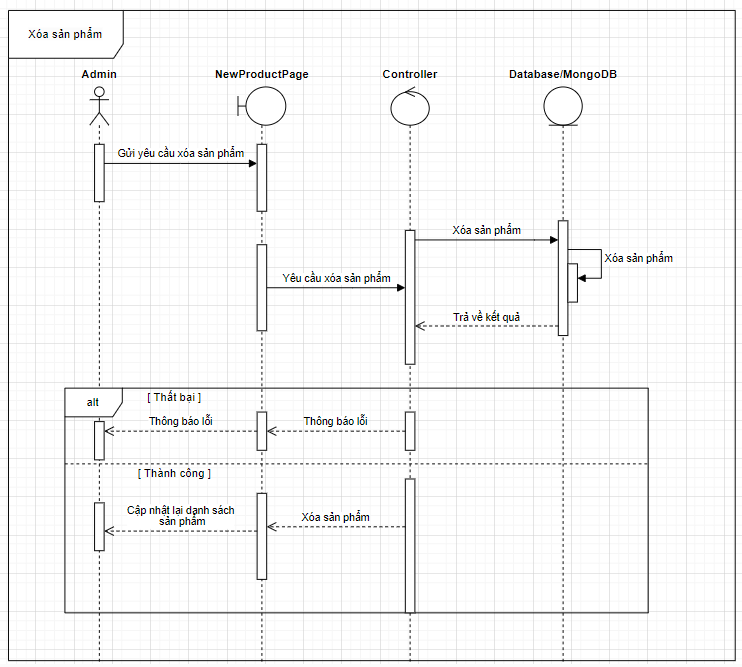 Xóa sản phẩm
Admin
NewProductPage
Controller
Database/MongoDB
Gửi yêu cầu xóa sản phẩm
Xóa sản phẩm
Xóa sản phẩm
Yêu cầu xóa sản phẩm
Trả về kết quả
alt
[ Thất bại ]
Thông báo lỗi
Thông báo lỗi
[ Thành công ]
Cập nhật lại danh sách
sản phẩm
Xóa sản phẩm